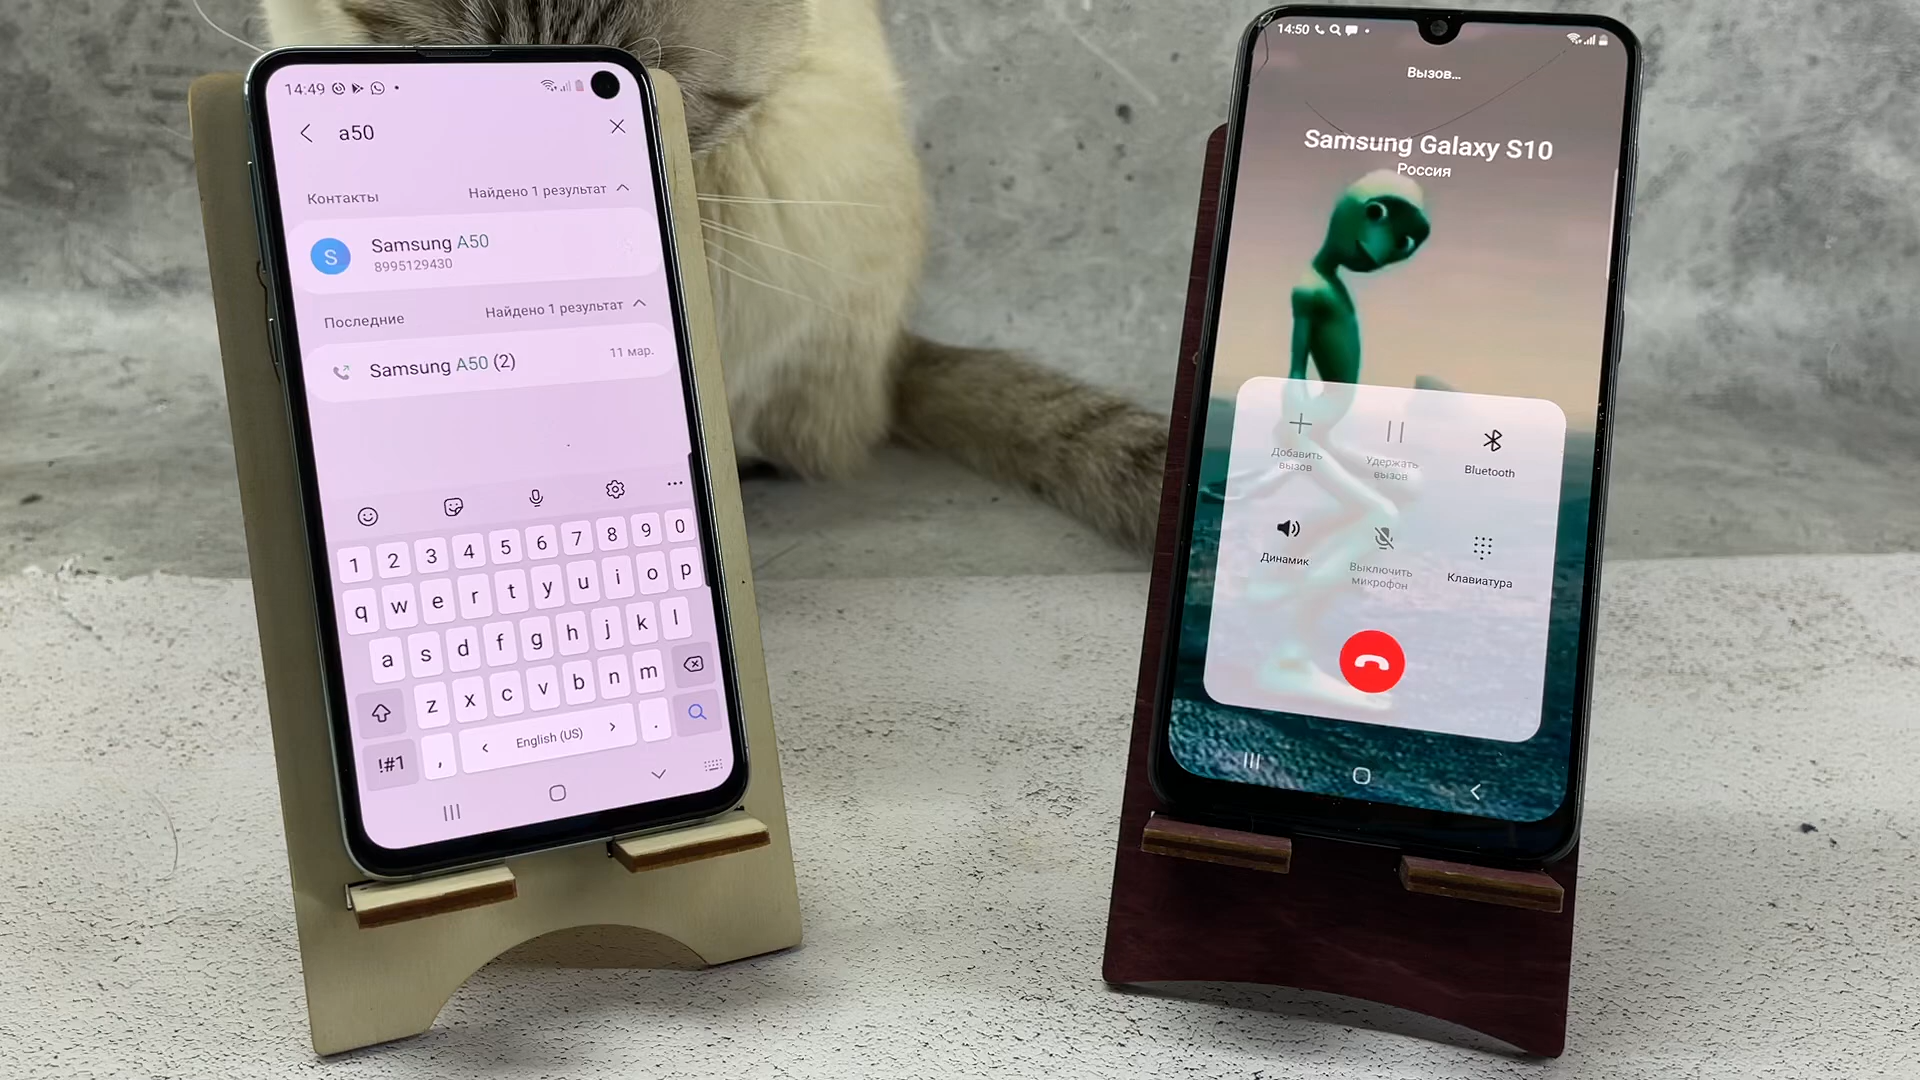 14:49
a50
Контакты
Найдено 1 результат
S
Samsung A50
8995129430
Последние
Найдено 1 результат
Samsung A50 (2)
11 мар.
1 2 3 4 5 6 7 8 9 0
q w e r t y u i o p
a s d f g h j k l
z x c v b n m
!#1 , < English (US) > .
14:50
Вызов...
Samsung Galaxy S10
Россия
Добавить
вызов
Удержать
вызов
Bluetooth
Динамик
Выключить
микрофон
Клавиатура